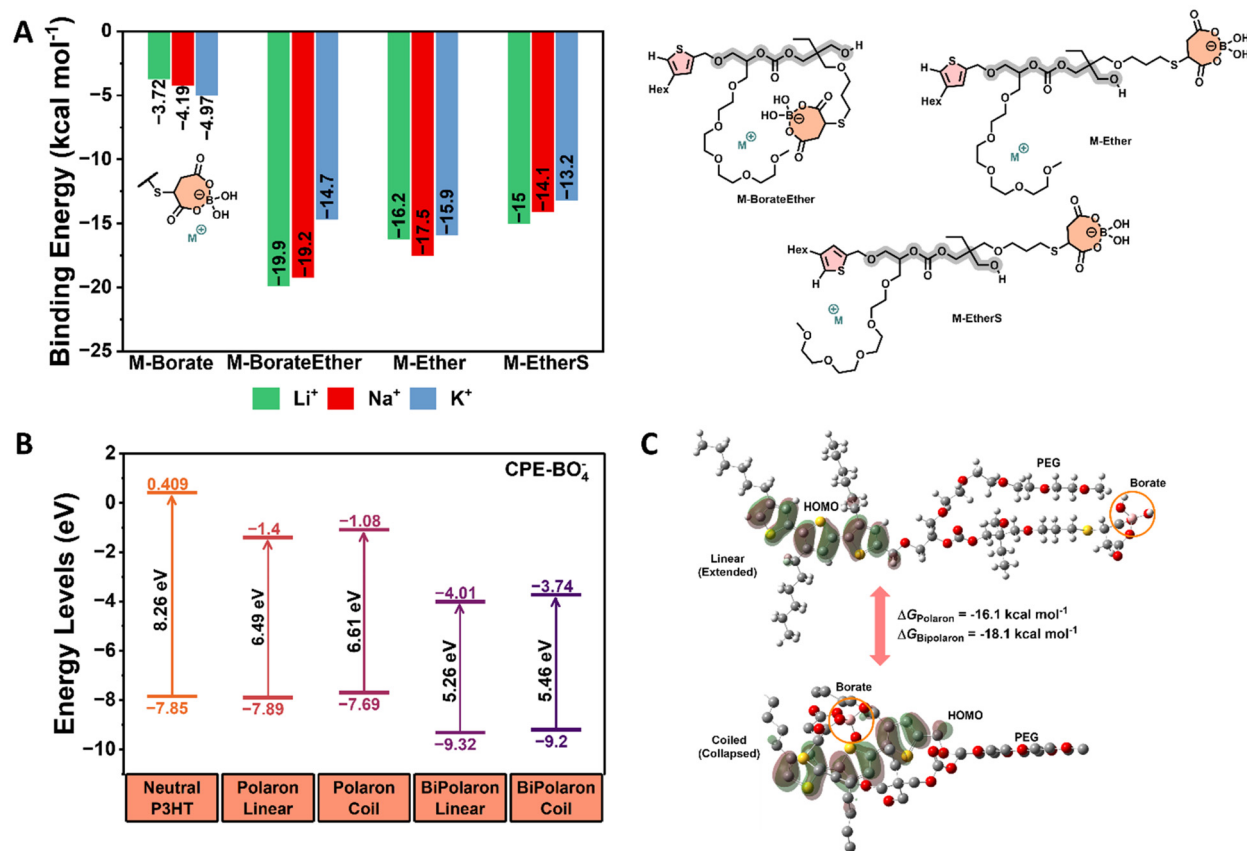 A
Binding Energy (kcal mol⁻¹)
0
−5
−10
−15
−20
−25
−3.72
−4.19
−4.97
−19.9
−19.2
−14.7
−16.2
−17.5
−15.9
−15
−14.1
−13.2
M-Borate
M-BorateEther
M-Ether
M-EtherS
Li⁺
Na⁺
K⁺
M-BorateEther
M-Ether
M-EtherS
B
Energy Levels (eV)
2
0
−2
−4
−6
−8
−10
CPE-BO₄⁻
0.409
8.26 eV
−7.85
−1.4
6.49 eV
−7.89
−1.08
6.61 eV
−7.69
−4.01
5.26 eV
−9.32
−3.74
5.46 eV
−9.2
Neutral
P3HT
Polaron
Linear
Polaron
Coil
BiPolaron
Linear
BiPolaron
Coil
C
PEG
Borate
HOMO
Linear
(Extended)
ΔG Polaron = -16.1 kcal mol⁻¹
ΔG Bipolaron = -18.1 kcal mol⁻¹
Borate
HOMO
PEG
Coiled
(Collapsed)